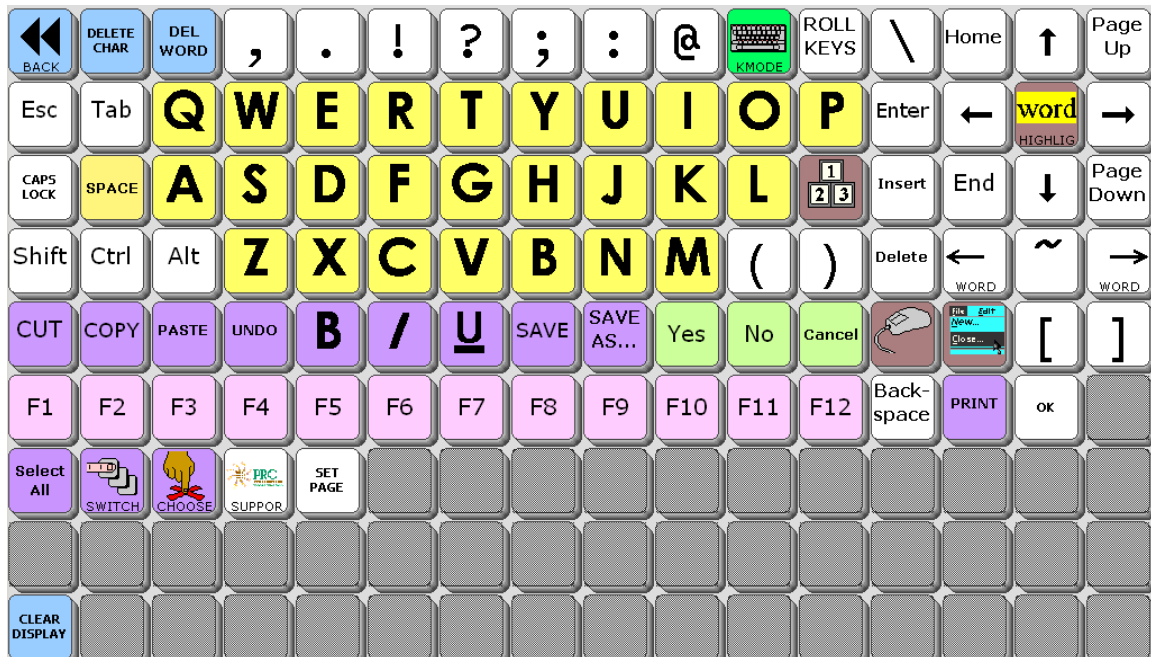 BACK DELETE CHAR DEL WORD , . ! ? ; : @ KMODE ROLL KEYS \ Home ↑ Page Up
Esc Tab Q W E R T Y U I O P Enter ← word HIGHLIG →
CAPS LOCK SPACE A S D F G H J K L 1 2 3 Insert End ↓ Page Down
Shift Ctrl Alt Z X C V B N M ( ) Delete ← WORD ~ → WORD
CUT COPY PASTE UNDO B I U SAVE SAVE AS... Yes No Cancel File Edit New... Close... [ ]
F1 F2 F3 F4 F5 F6 F7 F8 F9 F10 F11 F12 Back-space PRINT OK
Select All SWITCH CHOOSE PRC SUPPOR SET PAGE
CLEAR DISPLAY